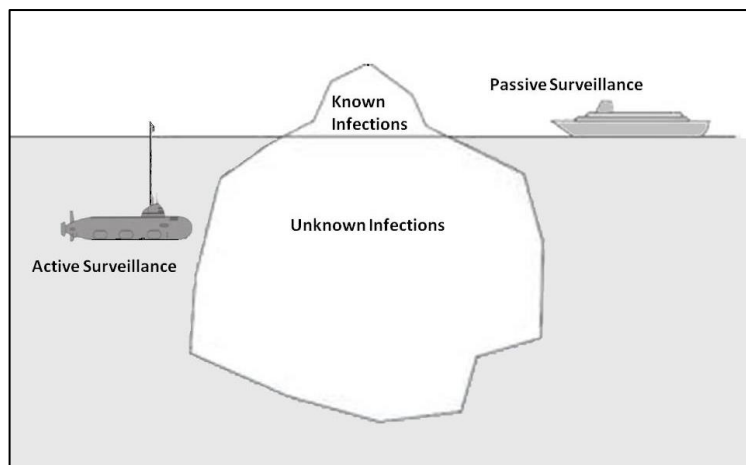 Passive Surveillance
Known
Infections
Unknown Infections
Active Surveillance